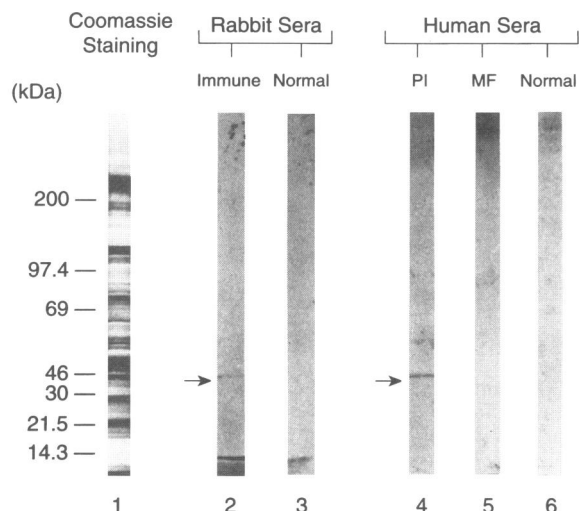 Coomassie
Staining
Rabbit Sera
Human Sera
(kDa)
Immune Normal
PI MF Normal
200
97.4
69
46
30
21.5
14.3
1 2 3 4 5 6